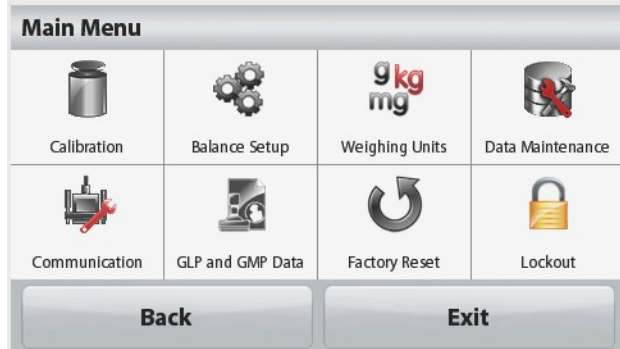 Main Menu
g kg
mg
Calibration
Balance Setup
Weighing Units
Data Maintenance
Communication
GLP and GMP Data
Factory Reset
Lockout
Back
Exit